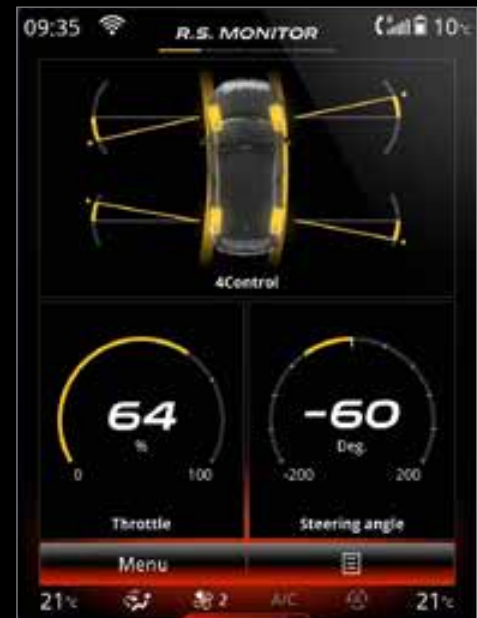 09:35 R.S. MONITOR 10°C
4Control
64 -60
% Deg.
0 100 -200 200
Throttle Steering angle
Menu
21°C 2 A/C 21°C